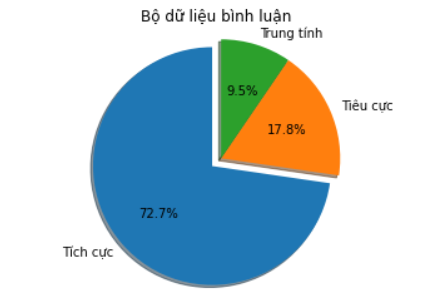 Bộ dữ liệu bình luận
Trung tính
9.5%
Tiêu cực
17.8%
72.7%
Tích cực